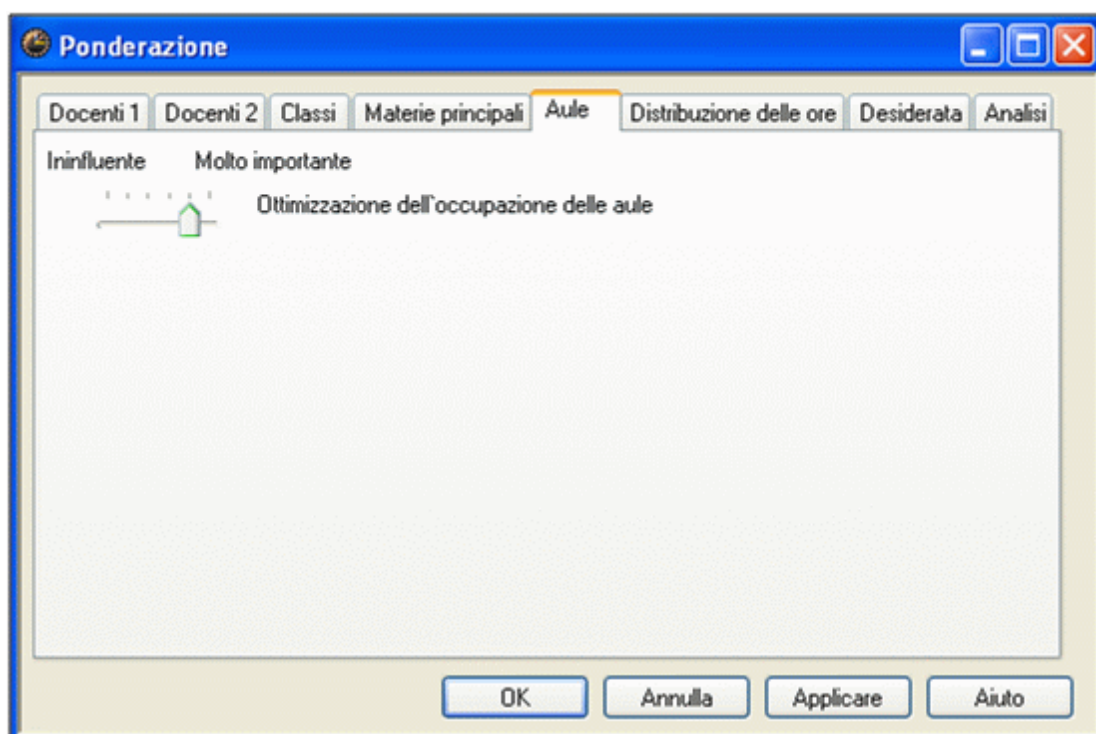 Ponderazione
Docenti 1 Docenti 2 Classi Materie principali Aule Distribuzione delle ore Desiderata Analisi
Ininfluente Molto importante
Ottimizzazione dell`occupazione delle aule
OK Annulla Applicare Aiuto